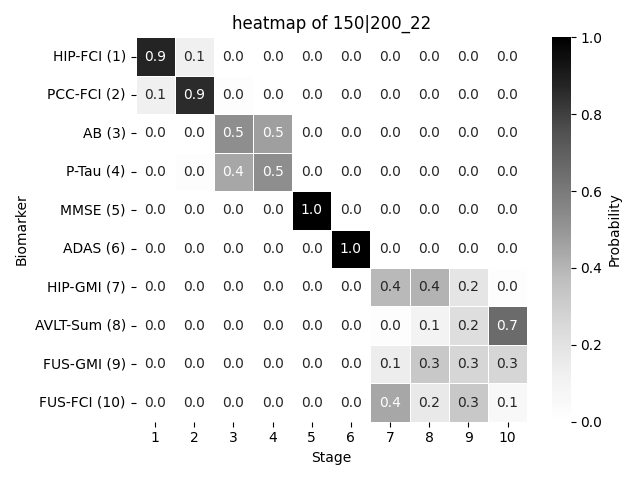 heatmap of 150|200_22
HIP-FCI (1) 0.9 0.1 0.0 0.0 0.0 0.0 0.0 0.0 0.0 0.0
PCC-FCI (2) 0.1 0.9 0.0 0.0 0.0 0.0 0.0 0.0 0.0 0.0
AB (3) 0.0 0.0 0.5 0.5 0.0 0.0 0.0 0.0 0.0 0.0
P-Tau (4) 0.0 0.0 0.4 0.5 0.0 0.0 0.0 0.0 0.0 0.0
MMSE (5) 0.0 0.0 0.0 0.0 1.0 0.0 0.0 0.0 0.0 0.0
ADAS (6) 0.0 0.0 0.0 0.0 0.0 1.0 0.0 0.0 0.0 0.0
HIP-GMI (7) 0.0 0.0 0.0 0.0 0.0 0.0 0.4 0.4 0.2 0.0
AVLT-Sum (8) 0.0 0.0 0.0 0.0 0.0 0.0 0.0 0.1 0.2 0.7
FUS-GMI (9) 0.0 0.0 0.0 0.0 0.0 0.0 0.1 0.3 0.3 0.3
FUS-FCI (10) 0.0 0.0 0.0 0.0 0.0 0.0 0.4 0.2 0.3 0.1
1 2 3 4 5 6 7 8 9 10
Stage
Biomarker
1.0
0.8
0.6
0.4
0.2
0.0
Probability